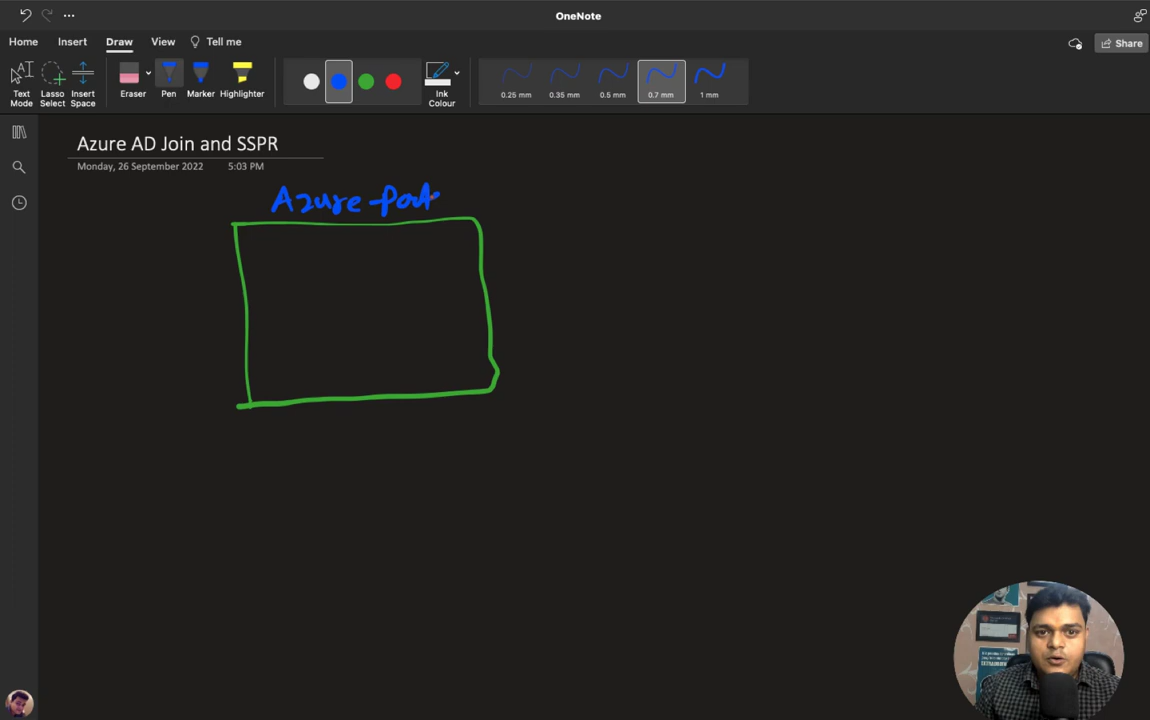 OneNote
Home Insert Draw View Tell me
Share
Text Mode
Lasso Select
Insert Space
Eraser
Pen
Marker
Highlighter
Ink Colour
0.25 mm
0.35 mm
0.5 mm
0.7 mm
1 mm
Azure AD Join and SSPR
Monday, 26 September 2022 5:03 PM
Azure Port